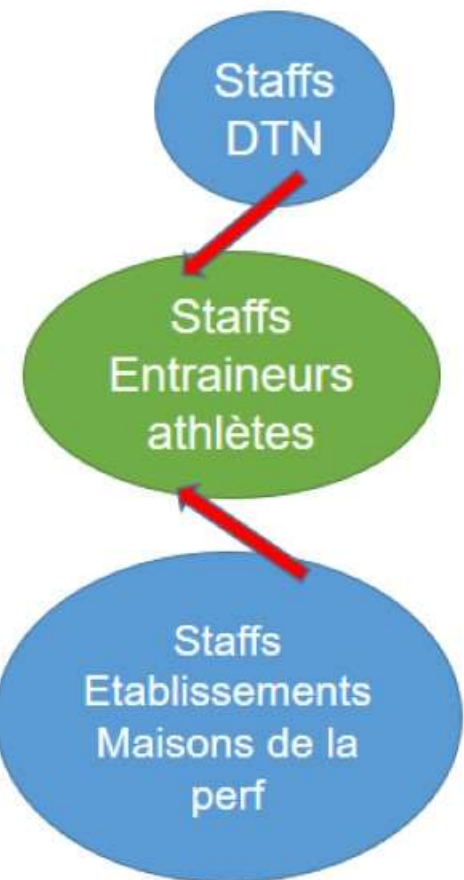 Staffs
DTN
Staffs
Entraineurs
athlètes
Staffs
Etablissements
Maisons de la
perf